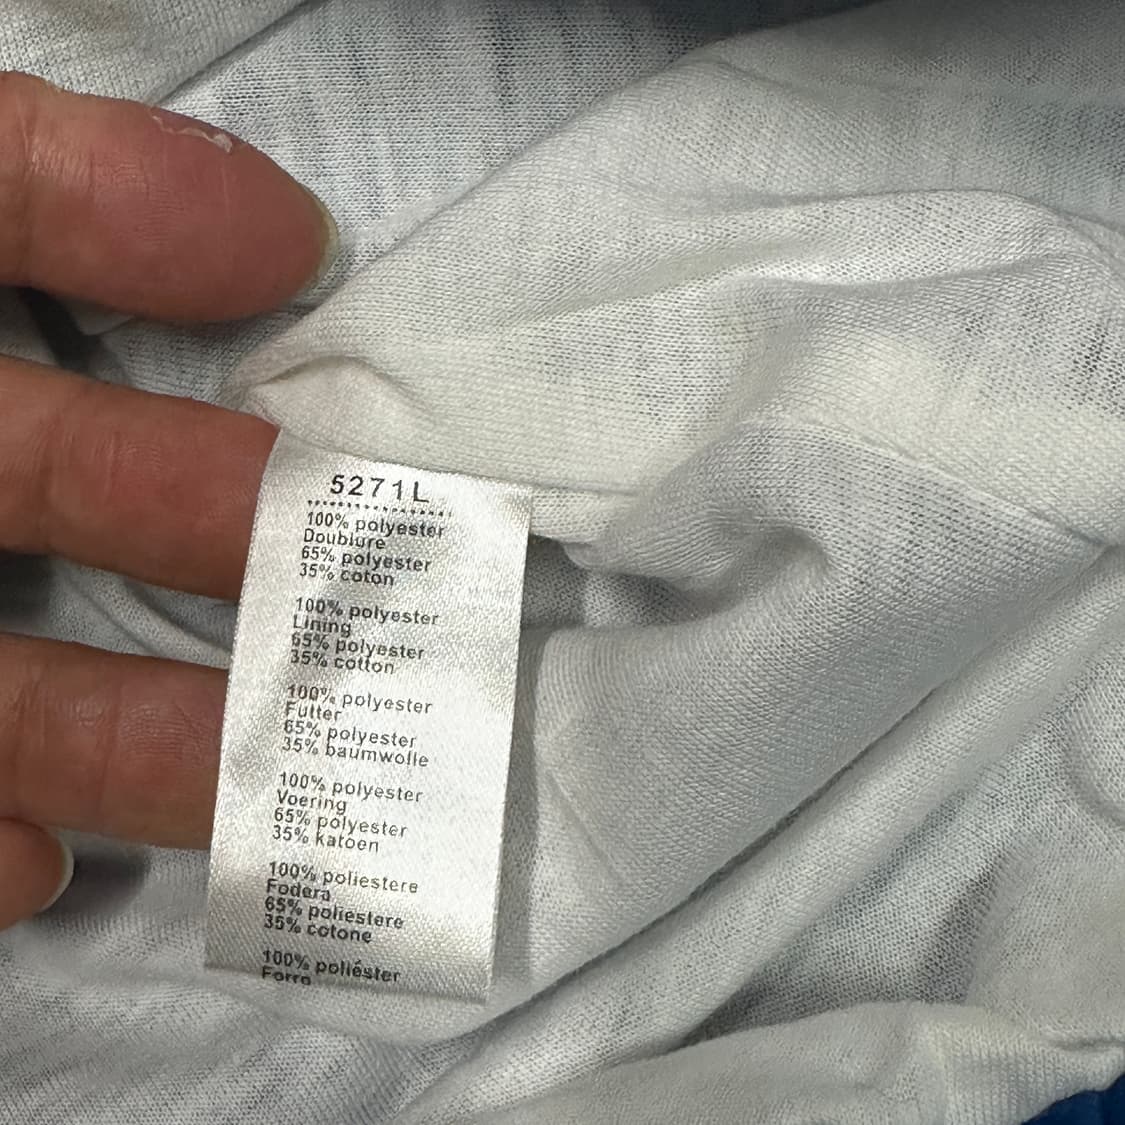 5271L
100% polyester
Doublure
65% polyester
35% coton
100% polyester
Lining
65% polyester
35% cotton
100% polyester
Futter
65% polyester
35% baumwolle
100% polyester
Voering
65% polyester
35% katoen
100% poliestere
Fodera
65% poliestere
35% cotone
100% poliéster
Forro